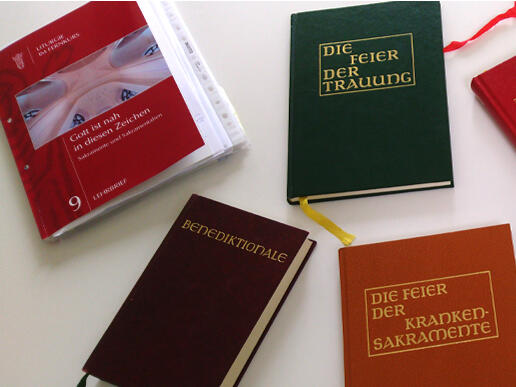 LITURGIE
IM FERNKURS
Gott ist nah
in diesen Zeichen
Sakramente und Sakramentalien
9
LEHRBRIEF
DIE FEIER
DER
TRAUUNG
BENEDIKTIONALE
DIE FEIER
DER
KRANKEN-
SAKRAMENTE